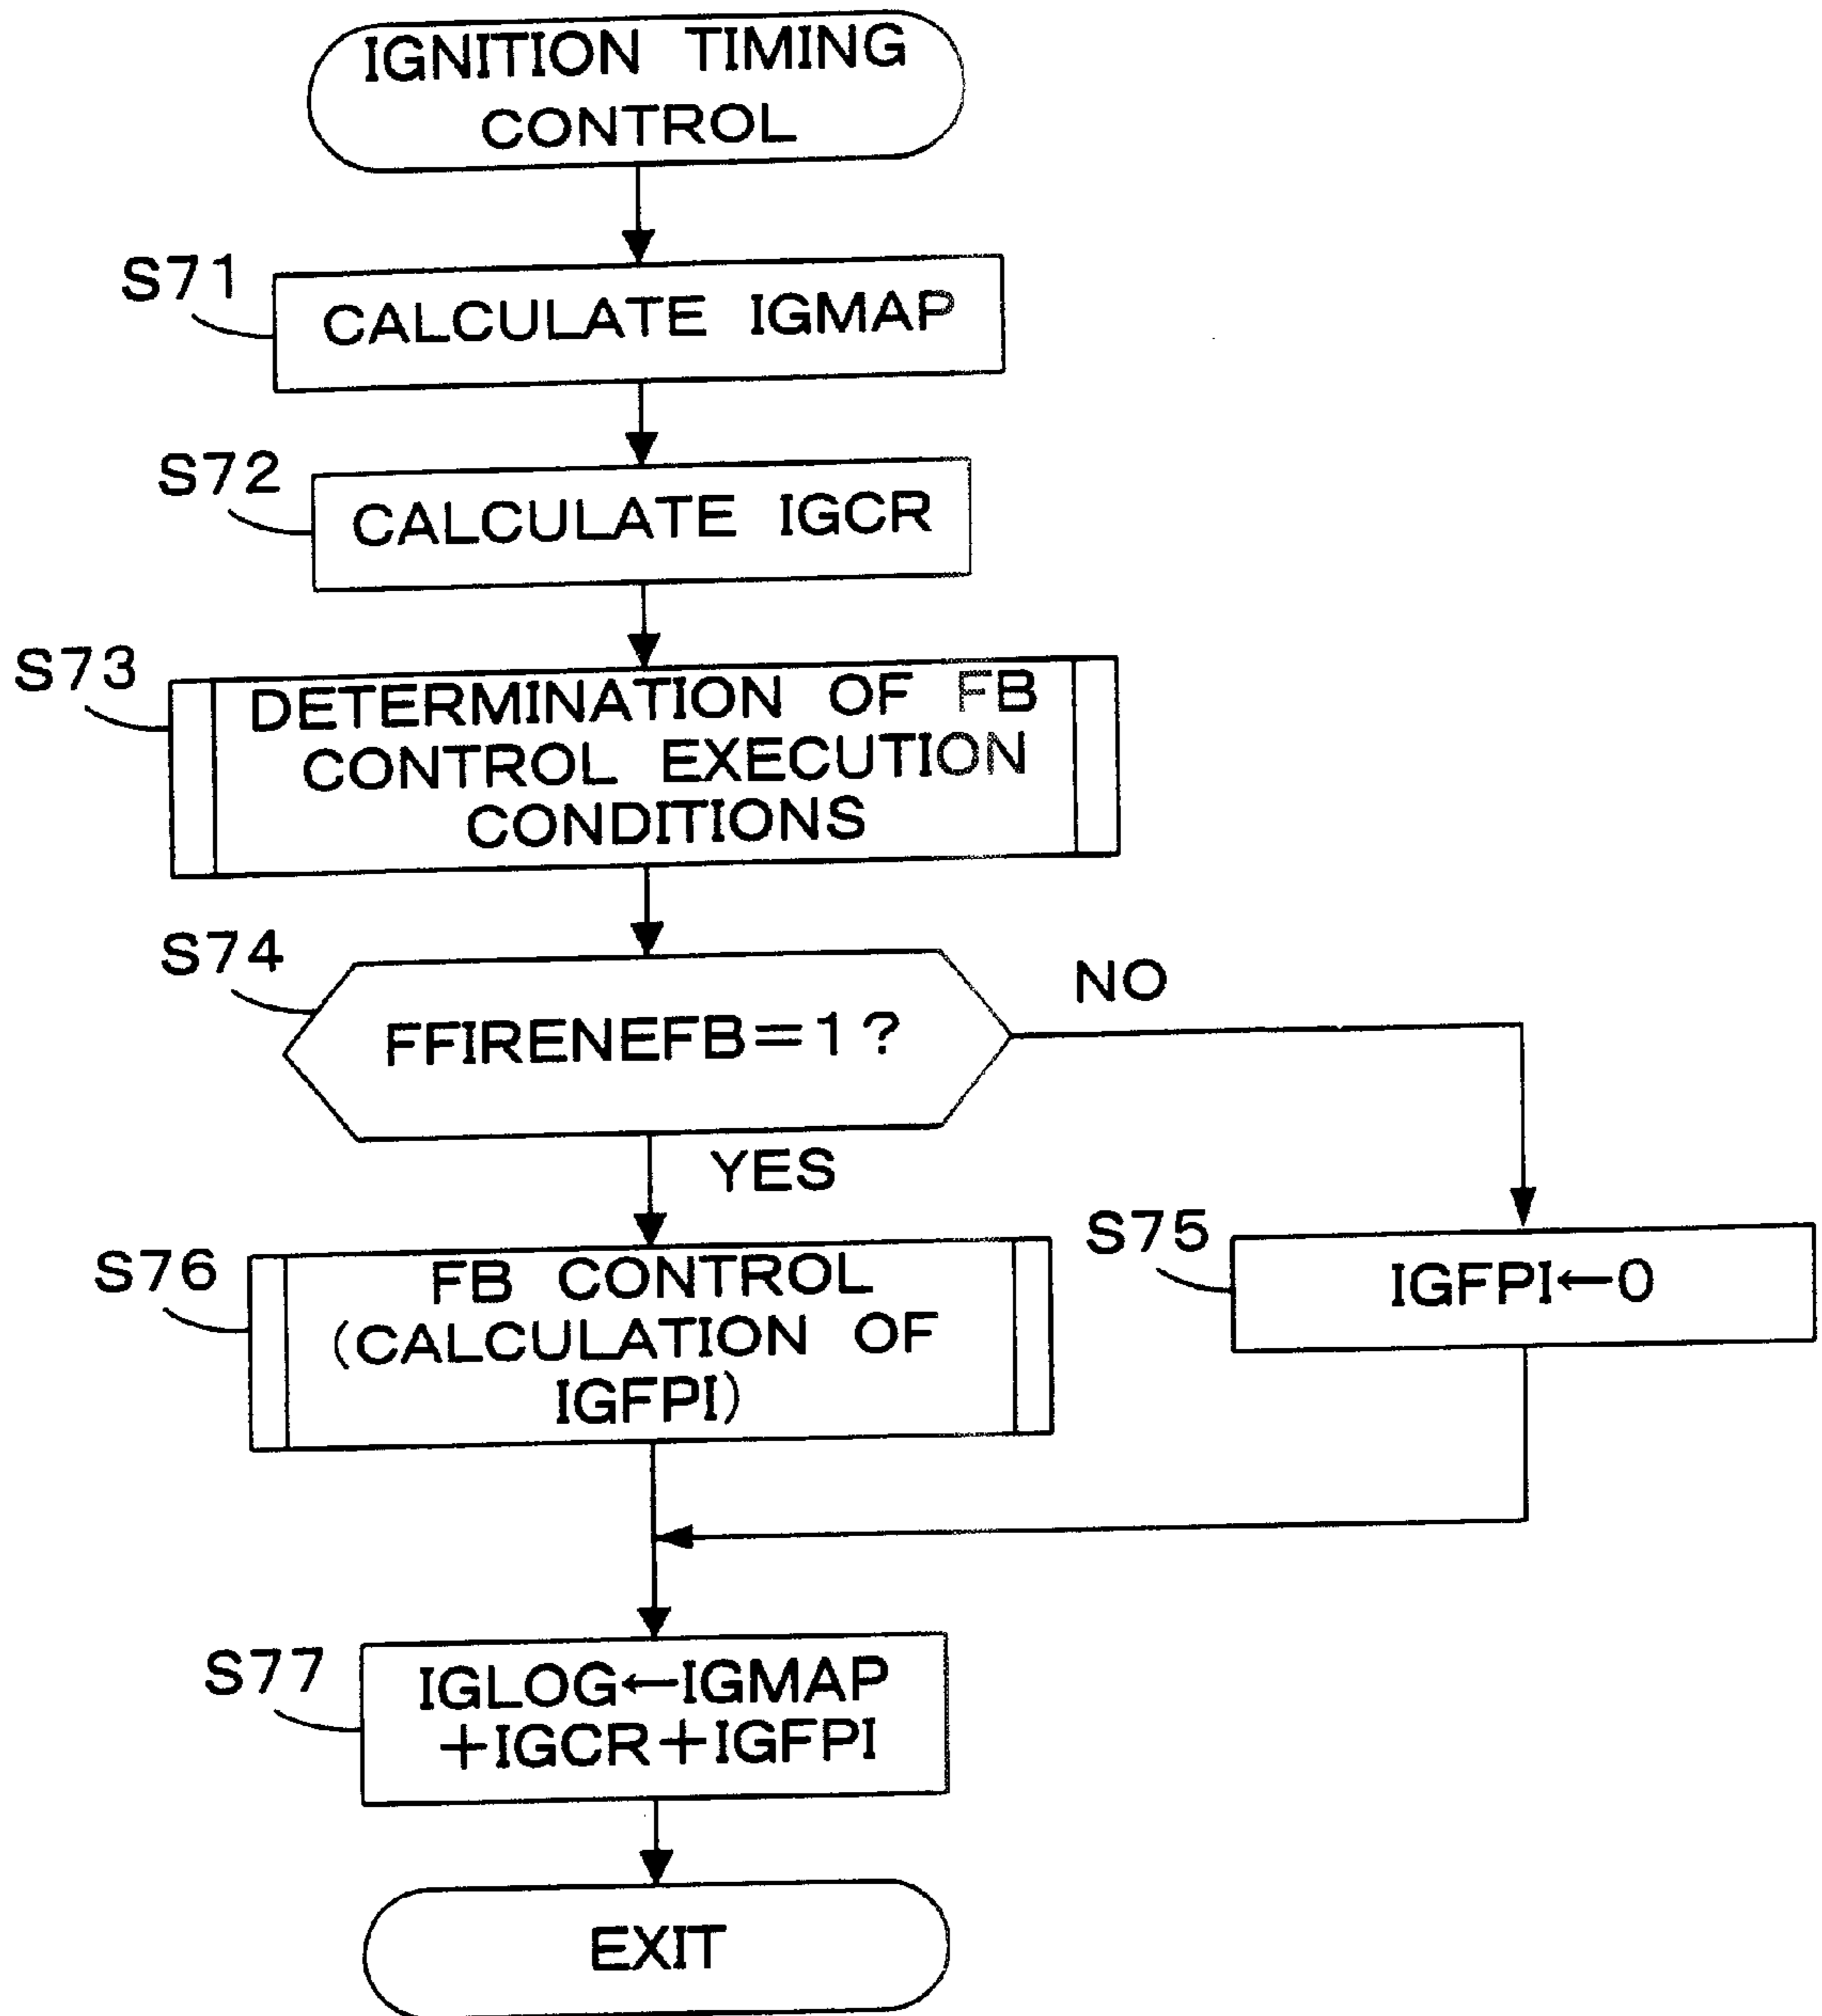 IGNITION TIMING
CONTROL
S71
CALCULATE IGMAP
S72
CALCULATE IGCR
S73
DETERMINATION OF FB
CONTROL EXECUTION
CONDITIONS
S74
FFIRENEFB=1?
NO
YES
S75
IGFPI←0
S76
FB CONTROL
(CALCULATION OF
IGFPI)
S77
IGLOG←IGMAP
+IGCR+IGFPI
EXIT